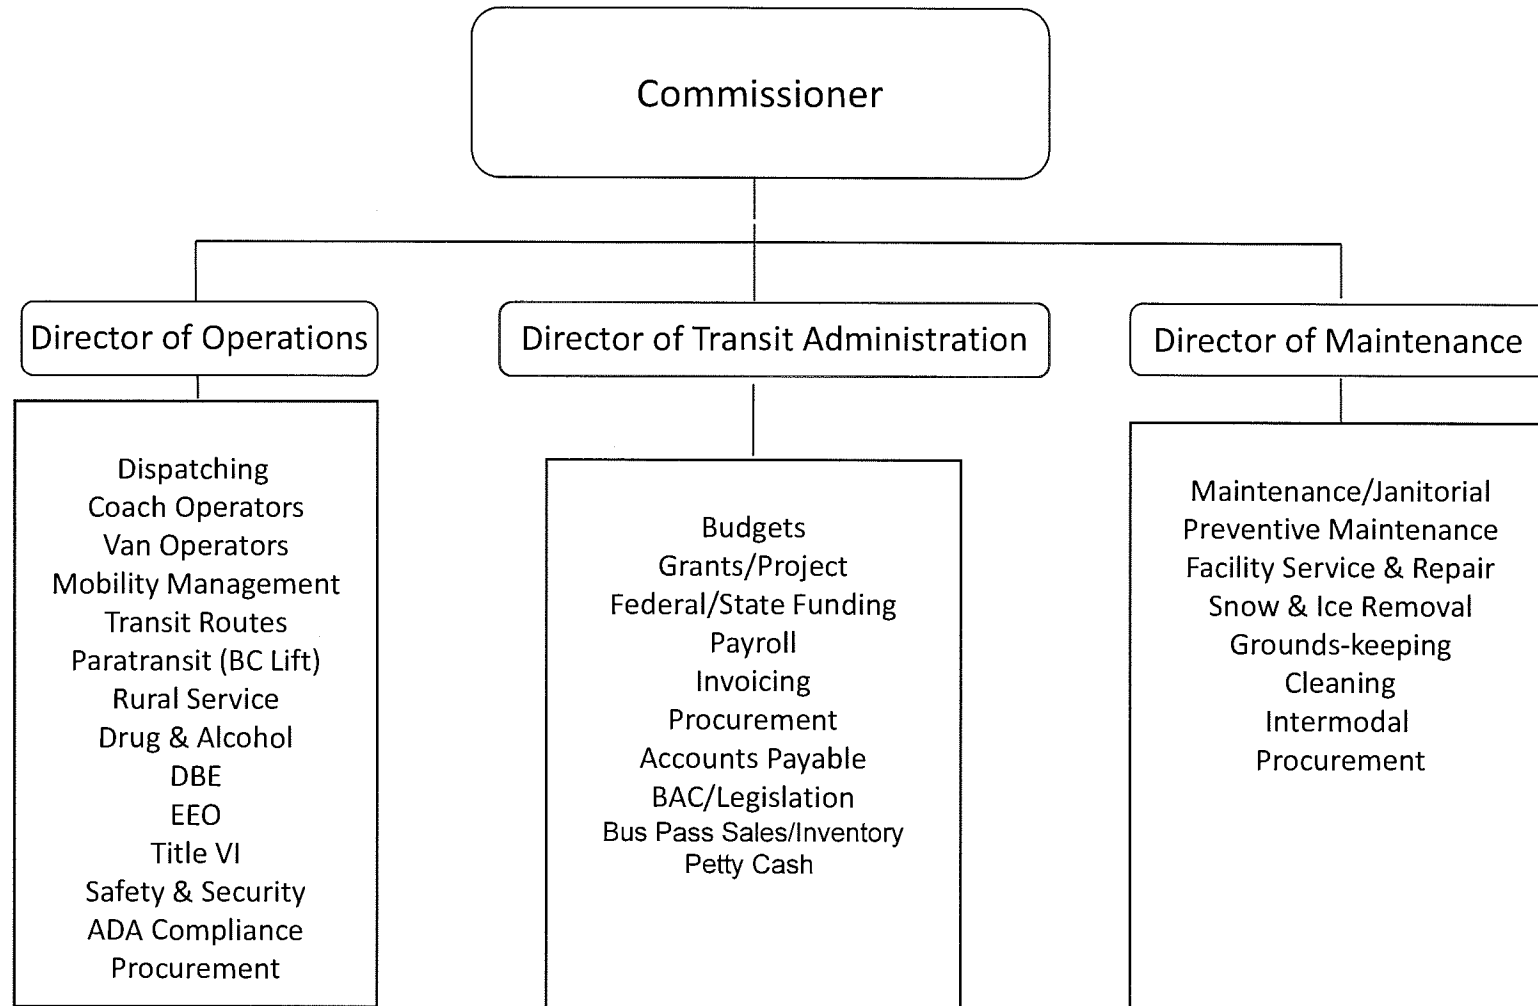 Commissioner
Director of Operations
Dispatching
Coach Operators
Van Operators
Mobility Management
Transit Routes
Paratransit (BC Lift)
Rural Service
Drug & Alcohol
DBE
EEO
Title VI
Safety & Security
ADA Compliance
Procurement
Director of Transit Administration
Budgets
Grants/Project
Federal/State Funding
Payroll
Invoicing
Procurement
Accounts Payable
BAC/Legislation
Bus Pass Sales/Inventory
Petty Cash
Director of Maintenance
Maintenance/Janitorial
Preventive Maintenance
Facility Service & Repair
Snow & Ice Removal
Grounds-keeping
Cleaning
Intermodal
Procurement